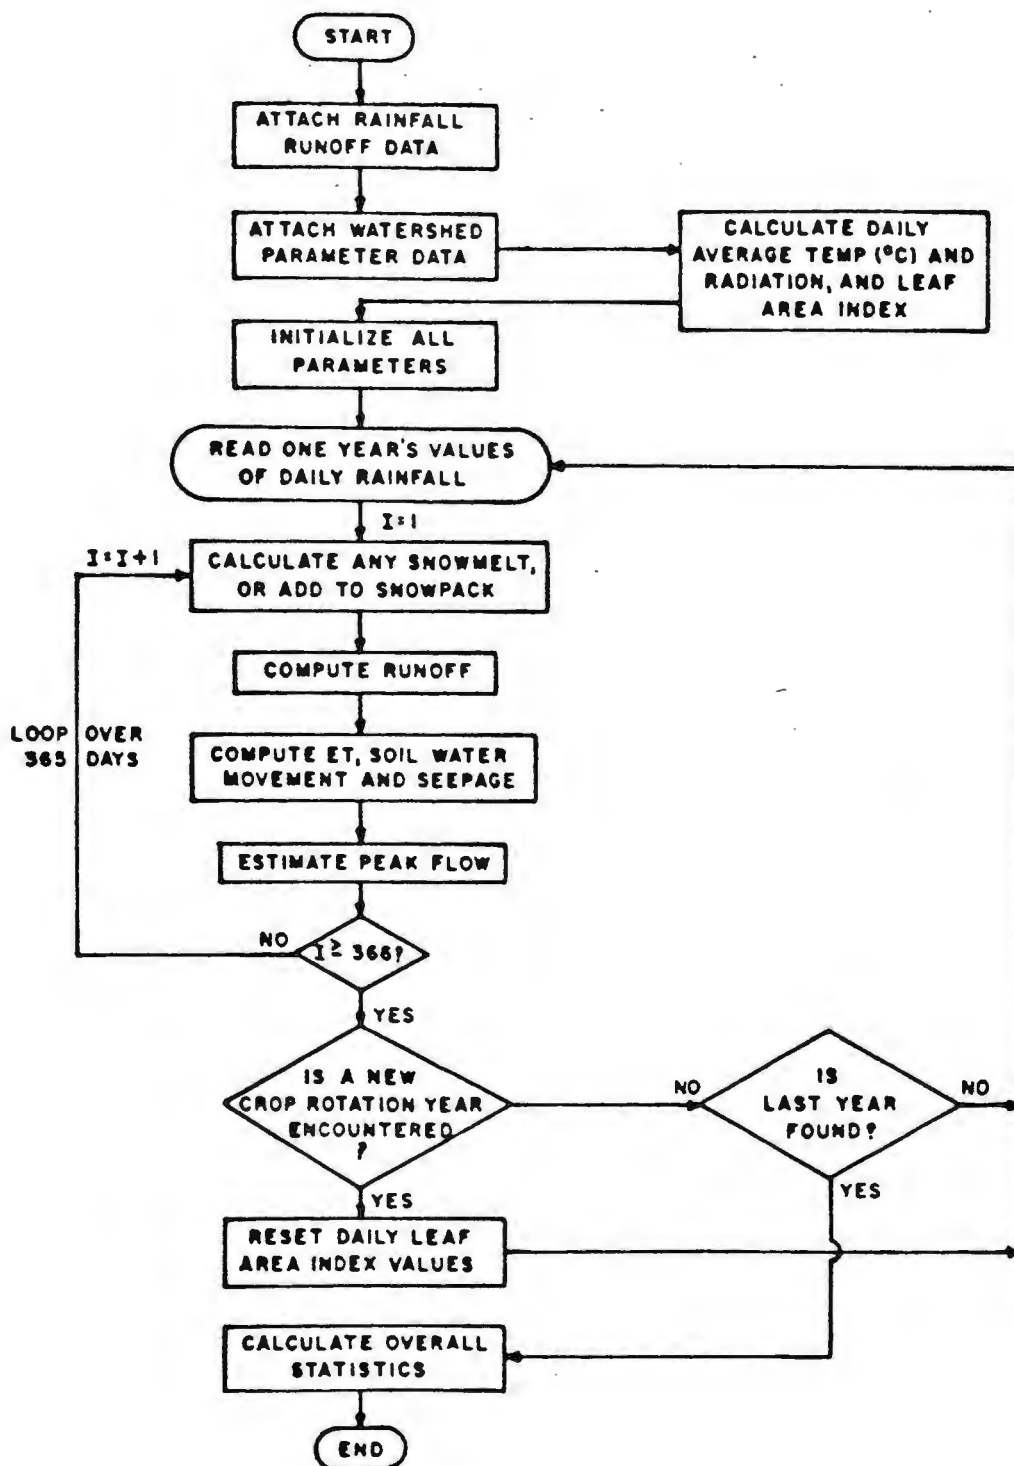 START
ATTACH RAINFALL
RUNOFF DATA
ATTACH WATERSHED
PARAMETER DATA
CALCULATE DAILY
AVERAGE TEMP (°C) AND
RADIATION, AND LEAF
AREA INDEX
INITIALIZE ALL
PARAMETERS
READ ONE YEAR'S VALUES
OF DAILY RAINFALL
I=1
I=I+1
CALCULATE ANY SNOWMELT,
OR ADD TO SNOWPACK
COMPUTE RUNOFF
LOOP OVER
365 DAYS
COMPUTE ET, SOIL WATER
MOVEMENT AND SEEPAGE
ESTIMATE PEAK FLOW
NO
I ≥ 366?
YES
IS A NEW
CROP ROTATION YEAR
ENCOUNTERED
?
NO
IS
LAST YEAR
FOUND?
NO
YES
YES
RESET DAILY LEAF
AREA INDEX VALUES
CALCULATE OVERALL
STATISTICS
END